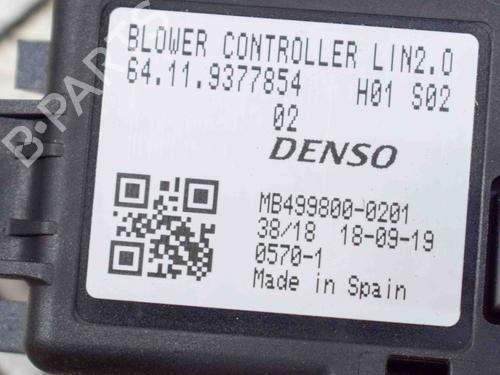 BLOWER CONTROLLER LIN2.0
64.11.9377854 H01 S02
02
DENSO
MB499800-0201
38/18 18-09-19
0570-1
Made in Spain
B-PARTS